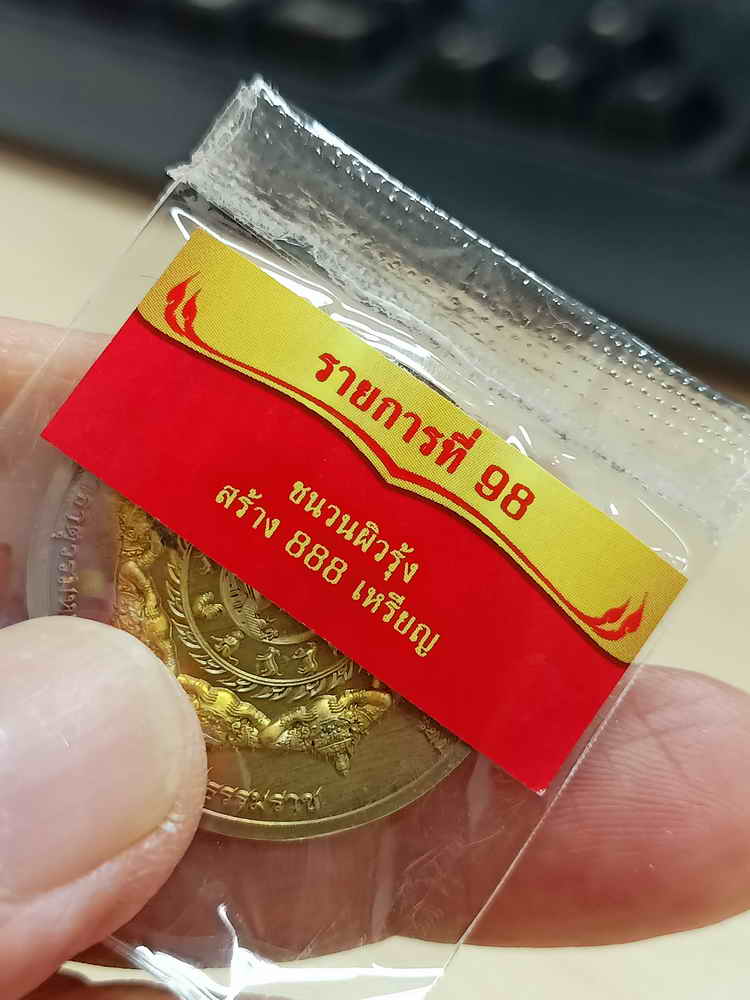 รายการที่ 98
ชนวนผิวรุ้ง
สร้าง 888 เหรียญ